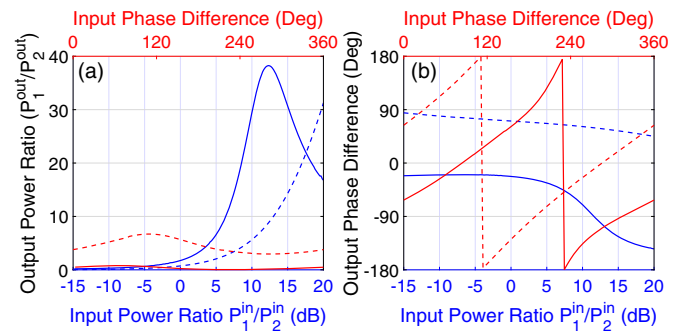 Input Phase Difference (Deg)
0 120 240 360
(a)
Output Power Ratio (P₁ᵒᵘᵗ/P₂ᵒᵘᵗ)
40
30
20
10
0
-15 -10 -5 0 5 10 15 20
Input Power Ratio P₁ⁱⁿ/P₂ⁱⁿ (dB)
Input Phase Difference (Deg)
0 120 240 360
(b)
Output Phase Difference (Deg)
180
90
0
-90
-180
-15 -10 -5 0 5 10 15 20
Input Power Ratio P₁ⁱⁿ/P₂ⁱⁿ (dB)